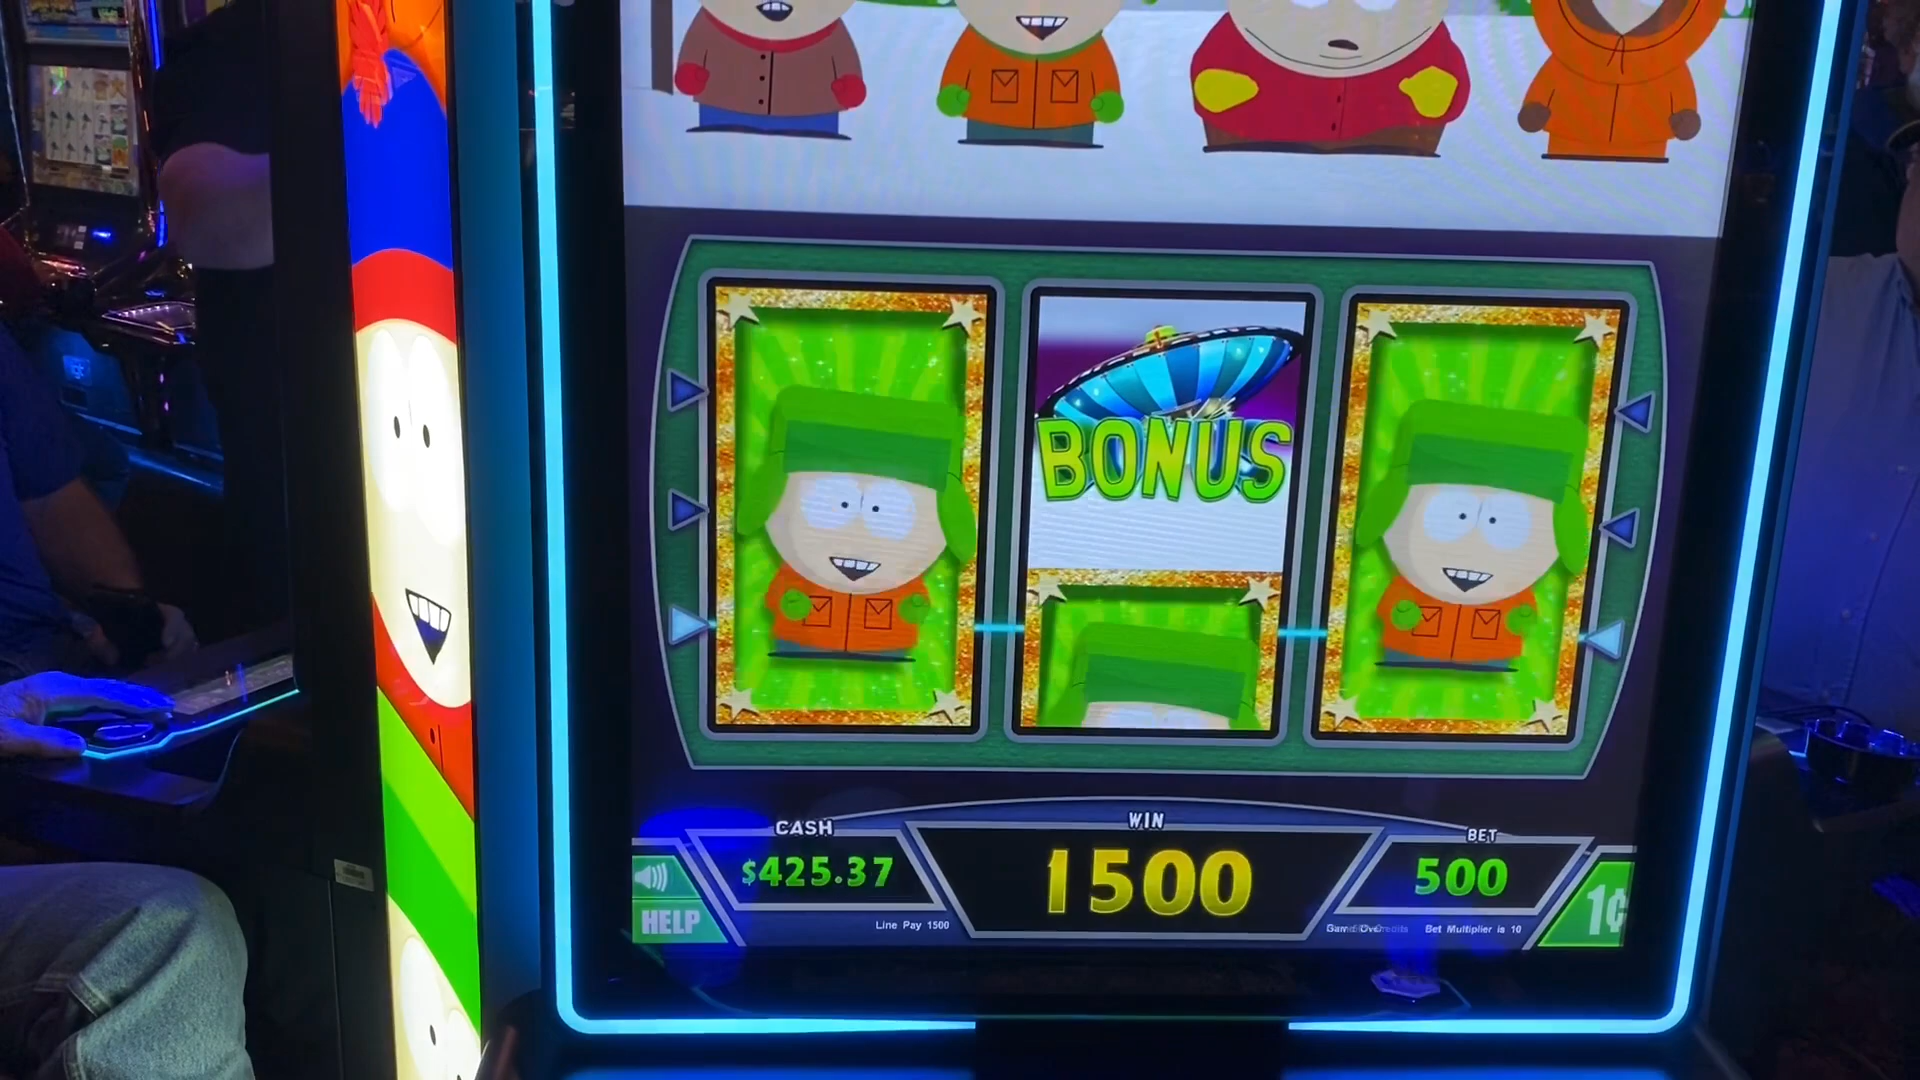 BONUS
CASH
WIN
BET
$425.37
1500
500
HELP
Line Pay 1500
Bet Multiplier is 10
1¢